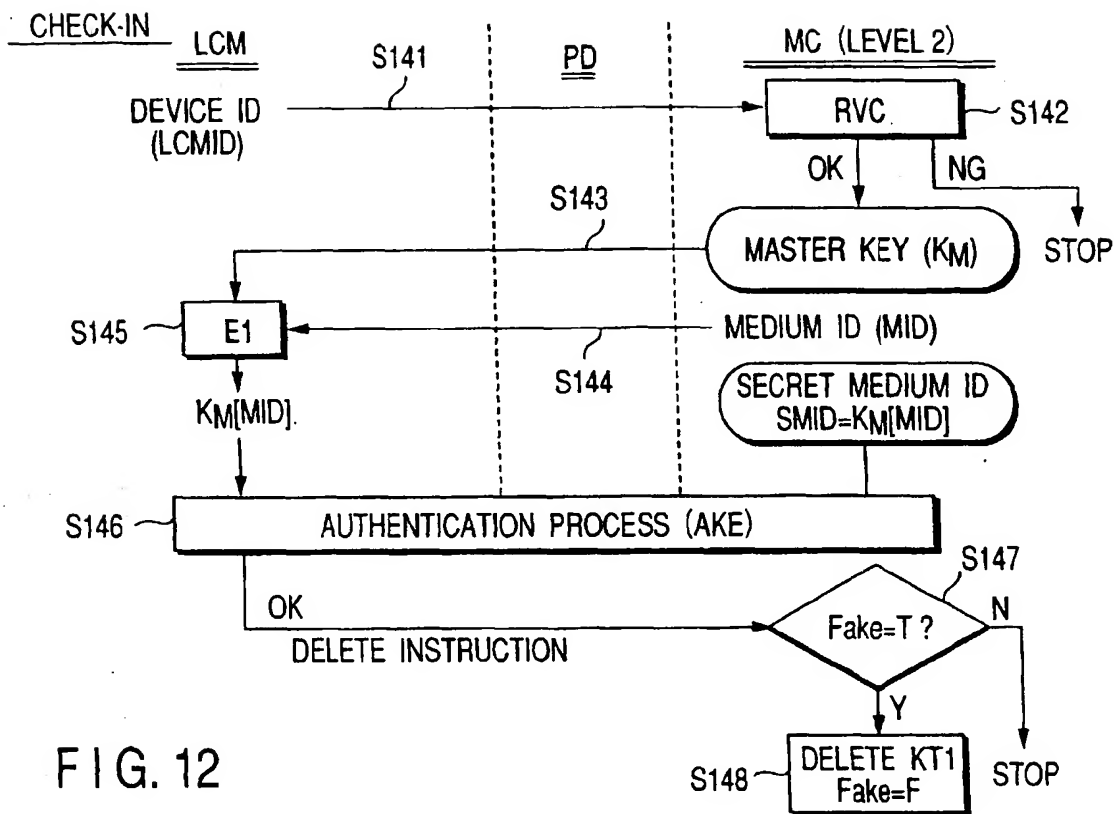 CHECK-IN
LCM
PD
MC (LEVEL 2)
S141
DEVICE ID
(LCMID)
RVC
S142
OK
NG
S143
MASTER KEY (KM)
STOP
S145
E1
MEDIUM ID (MID)
S144
KM[MID].
SECRET MEDIUM ID
SMID=KM[MID]
S146
AUTHENTICATION PROCESS (AKE)
S147
OK
Fake=T ?
N
DELETE INSTRUCTION
Y
FIG. 12
S148
DELETE KT1
Fake=F
STOP